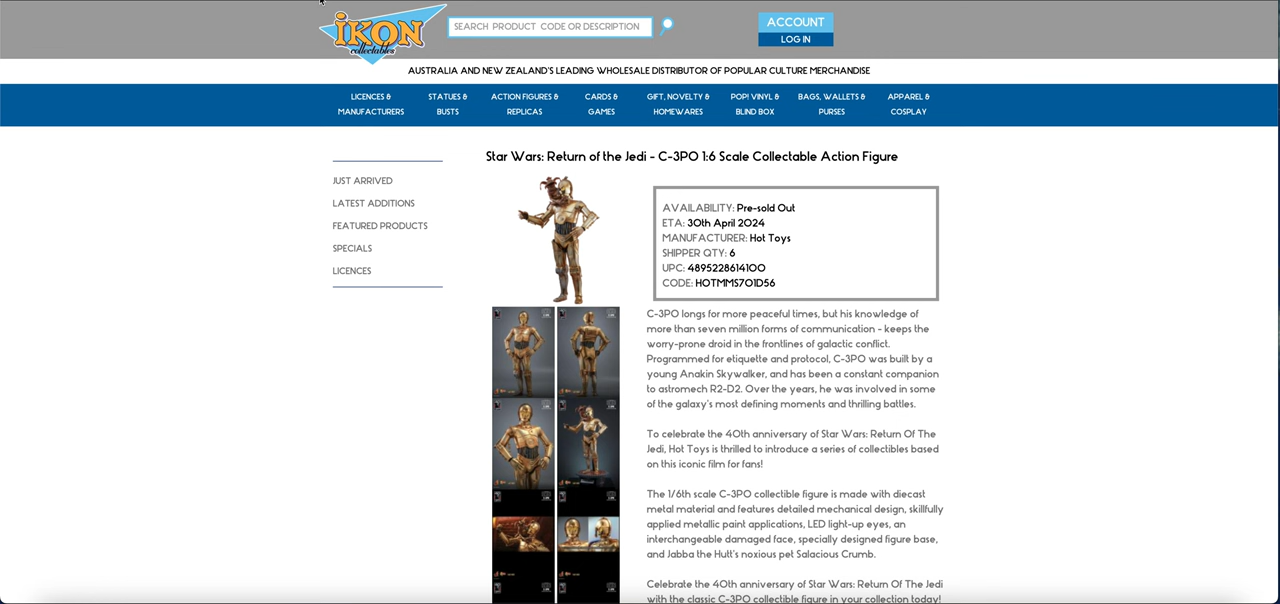 iKON
collectables
SEARCH PRODUCT CODE OR DESCRIPTION
ACCOUNT
LOG IN
AUSTRALIA AND NEW ZEALAND'S LEADING WHOLESALE DISTRIBUTOR OF POPULAR CULTURE MERCHANDISE
LICENCES &
MANUFACTURERS
STATUES &
BUSTS
ACTION FIGURES &
REPLICAS
CARDS &
GAMES
GIFT, NOVELTY &
HOMEWARES
POP! VINYL &
BLIND BOX
BAGS, WALLETS &
PURSES
APPAREL &
COSPLAY
JUST ARRIVED
LATEST ADDITIONS
FEATURED PRODUCTS
SPECIALS
LICENCES
Star Wars: Return of the Jedi - C-3PO 1:6 Scale Collectable Action Figure
AVAILABILITY: Pre-sold Out
ETA: 30th April 2024
MANUFACTURER: Hot Toys
SHIPPER QTY: 6
UPC: 4895228614100
CODE: HOTMMS701D56
C-3PO longs for more peaceful times, but his knowledge of
more than seven million forms of communication - keeps the
worry-prone droid in the frontlines of galactic conflict.
Programmed for etiquette and protocol, C-3PO was built by a
young Anakin Skywalker, and has been a constant companion
to astromech R2-D2. Over the years, he was involved in some
of the galaxy's most defining moments and thrilling battles.
To celebrate the 40th anniversary of Star Wars: Return Of The
Jedi, Hot Toys is thrilled to introduce a series of collectibles based
on this iconic film for fans!
The 1/6th scale C-3PO collectible figure is made with diecast
metal material and features detailed mechanical design, skillfully
applied metallic paint applications, LED light-up eyes, an
interchangeable damaged face, specially designed figure base,
and Jabba the Hutt's noxious pet Salacious Crumb.
Celebrate the 40th anniversary of Star Wars: Return Of The Jedi
with the classic C-3PO collectible figure in your collection today!